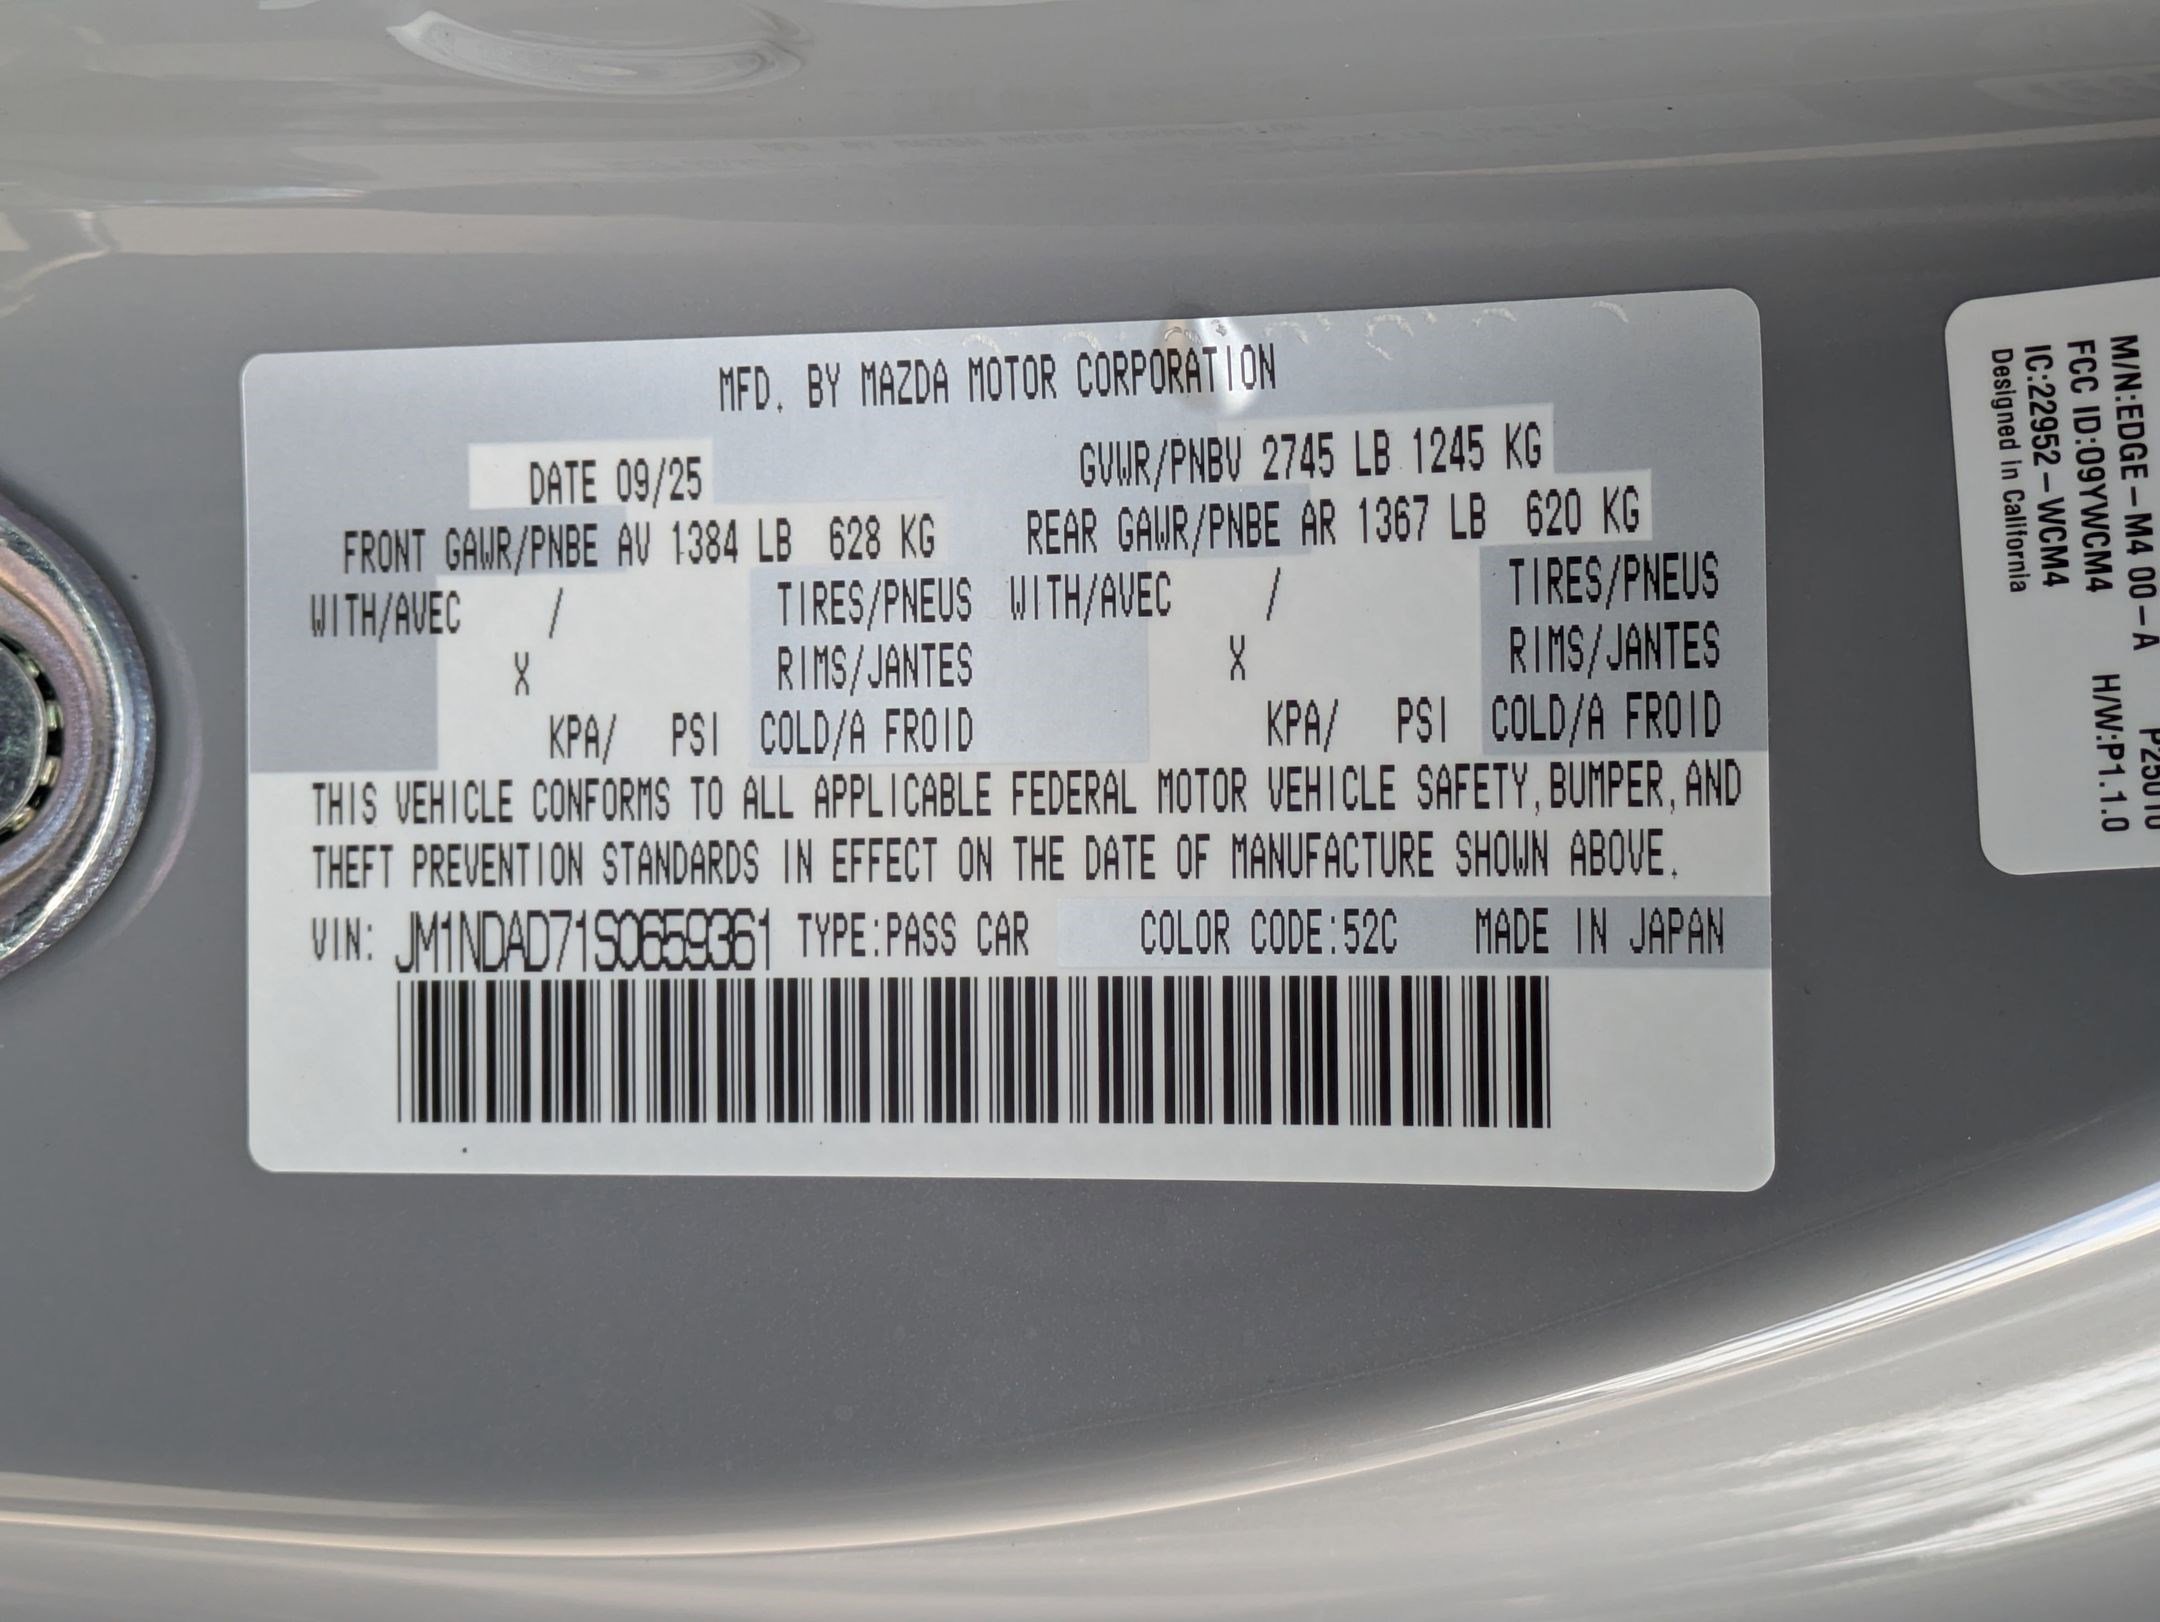 MFD. BY MAZDA MOTOR CORPORATION
DATE 09/25
GVWR/PNBV 2745 LB 1245 KG
FRONT GAWR/PNBE AV 1384 LB 628 KG
REAR GAWR/PNBE AR 1367 LB 620 KG
WITH/AVEC / TIRES/PNEUS
WITH/AVEC / TIRES/PNEUS
X RIMS/JANTES
X RIMS/JANTES
KPA/ PSI COLD/A FROID
KPA/ PSI COLD/A FROID
THIS VEHICLE CONFORMS TO ALL APPLICABLE FEDERAL MOTOR VEHICLE SAFETY, BUMPER, AND
THEFT PREVENTION STANDARDS IN EFFECT ON THE DATE OF MANUFACTURE SHOWN ABOVE.
VIN: JM1NDAD71S0659361 TYPE:PASS CAR COLOR CODE:52C MADE IN JAPAN
M/N:EDGE-M4 00-A
FCC ID:O9YWCM4 H/W:P1.1.0
IC:22952-WCM4
Designed in California